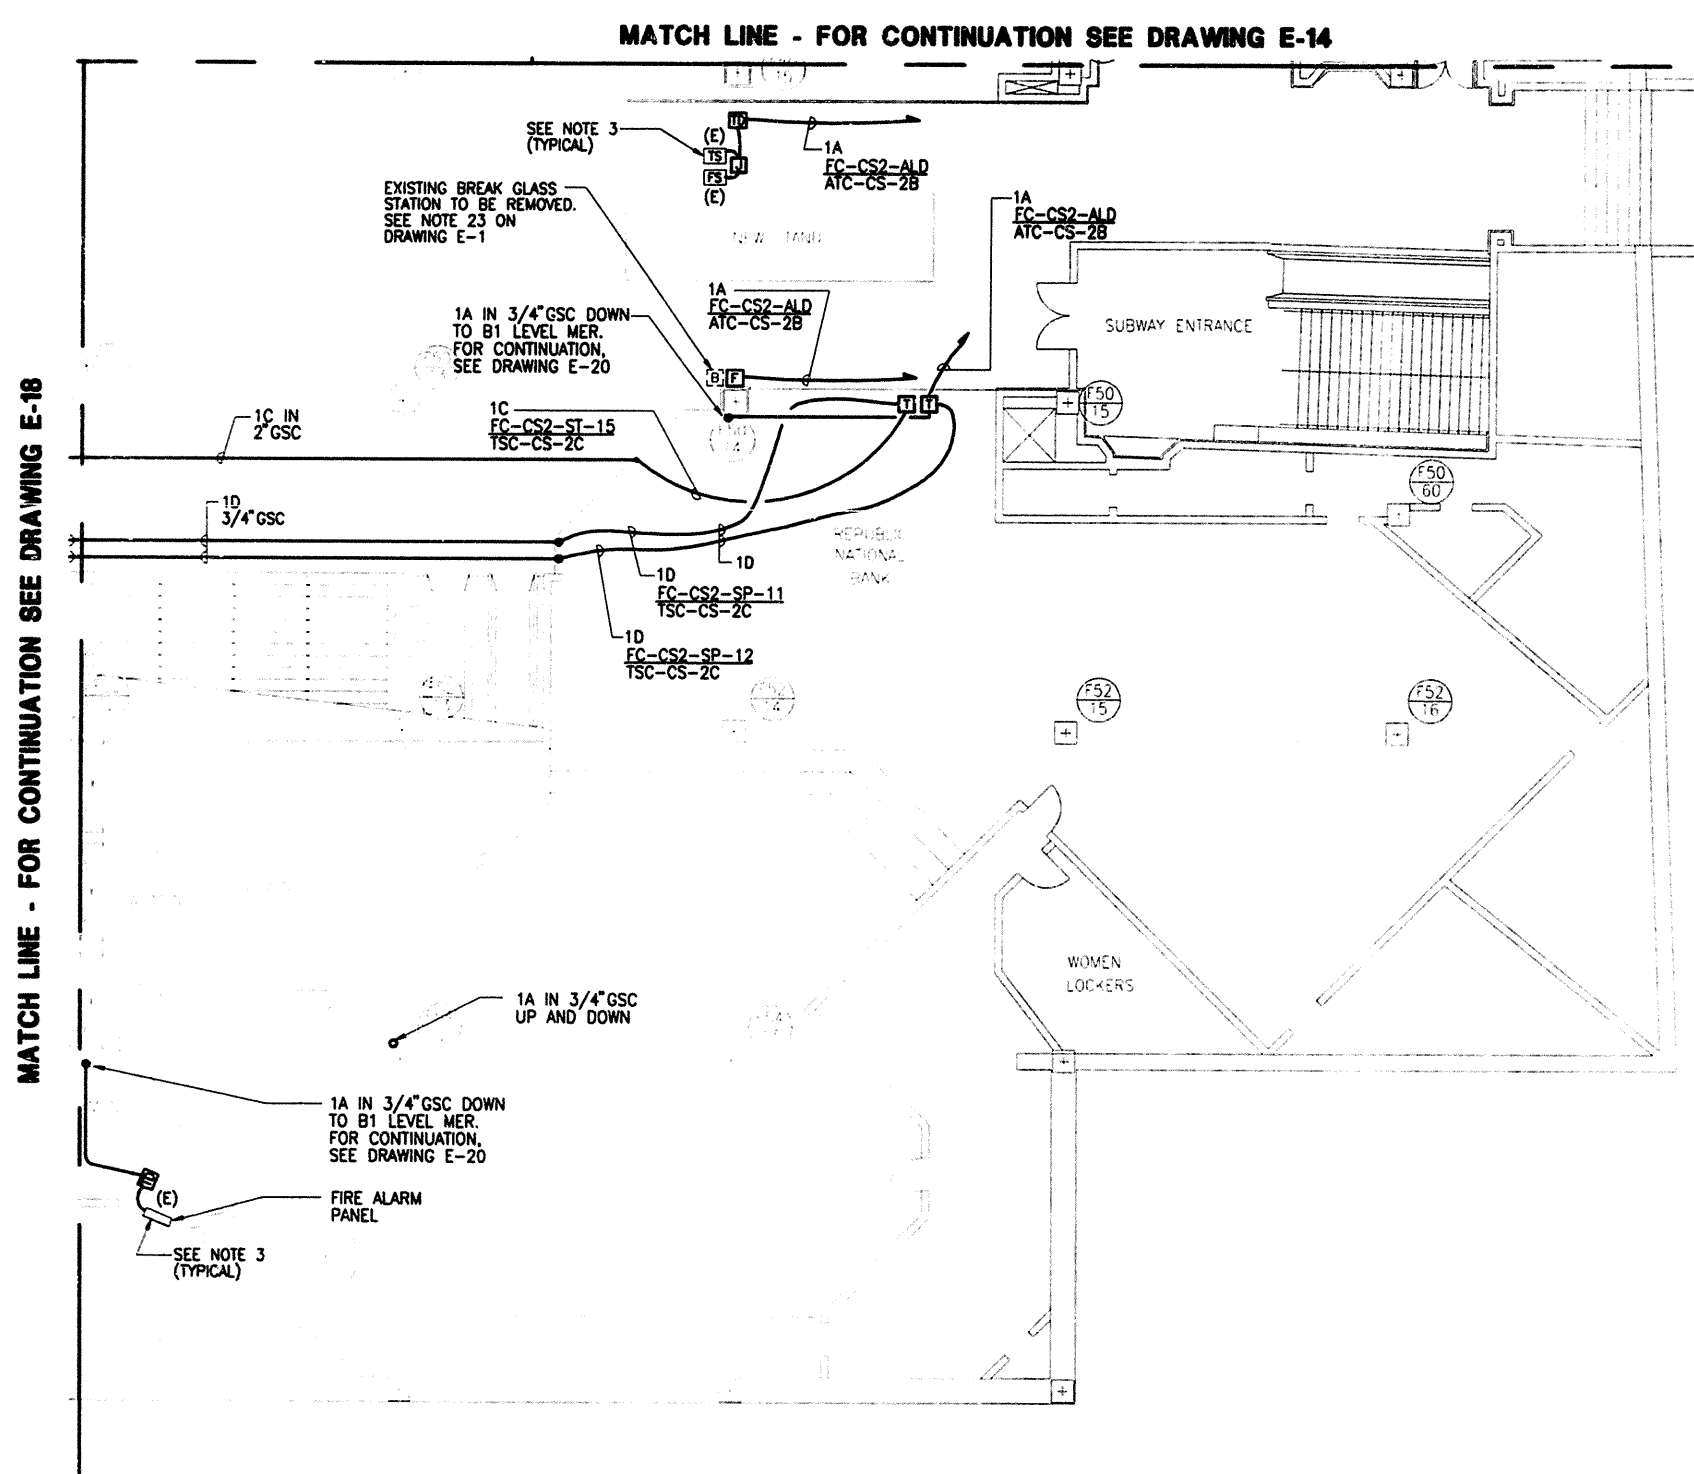 MATCH LINE - FOR CONTINUATION SEE DRAWING E-14
MATCH LINE - FOR CONTINUATION SEE DRAWING E-18
SEE NOTE 3
(TYPICAL)
(E)
TD
TS
J
FS
(E)
1A
FC-CS2-ALD
ATC-CS-2B
EXISTING BREAK GLASS
STATION TO BE REMOVED.
SEE NOTE 23 ON
DRAWING E-1
1A
FC-CS2-ALD
ATC-CS-2B
1A
FC-CS2-ALD
ATC-CS-2B
1A IN 3/4"GSC DOWN
TO B1 LEVEL MER.
FOR CONTINUATION,
SEE DRAWING E-20
SUBWAY ENTRANCE
B
F
T
T
F50
15
1C IN
2"GSC
1C
FC-CS2-ST-15
TSC-CS-2C
F50
60
1D
3/4"GSC
REPUBLIC
NATIONAL
BANK
1D
1D
FC-CS2-SP-11
TSC-CS-2C
1D
FC-CS2-SP-12
TSC-CS-2C
F52
14
F52
15
F52
16
WOMEN
LOCKERS
1A IN 3/4"GSC
UP AND DOWN
1A IN 3/4"GSC DOWN
TO B1 LEVEL MER.
FOR CONTINUATION,
SEE DRAWING E-20
(E)
FIRE ALARM
PANEL
SEE NOTE 3
(TYPICAL)